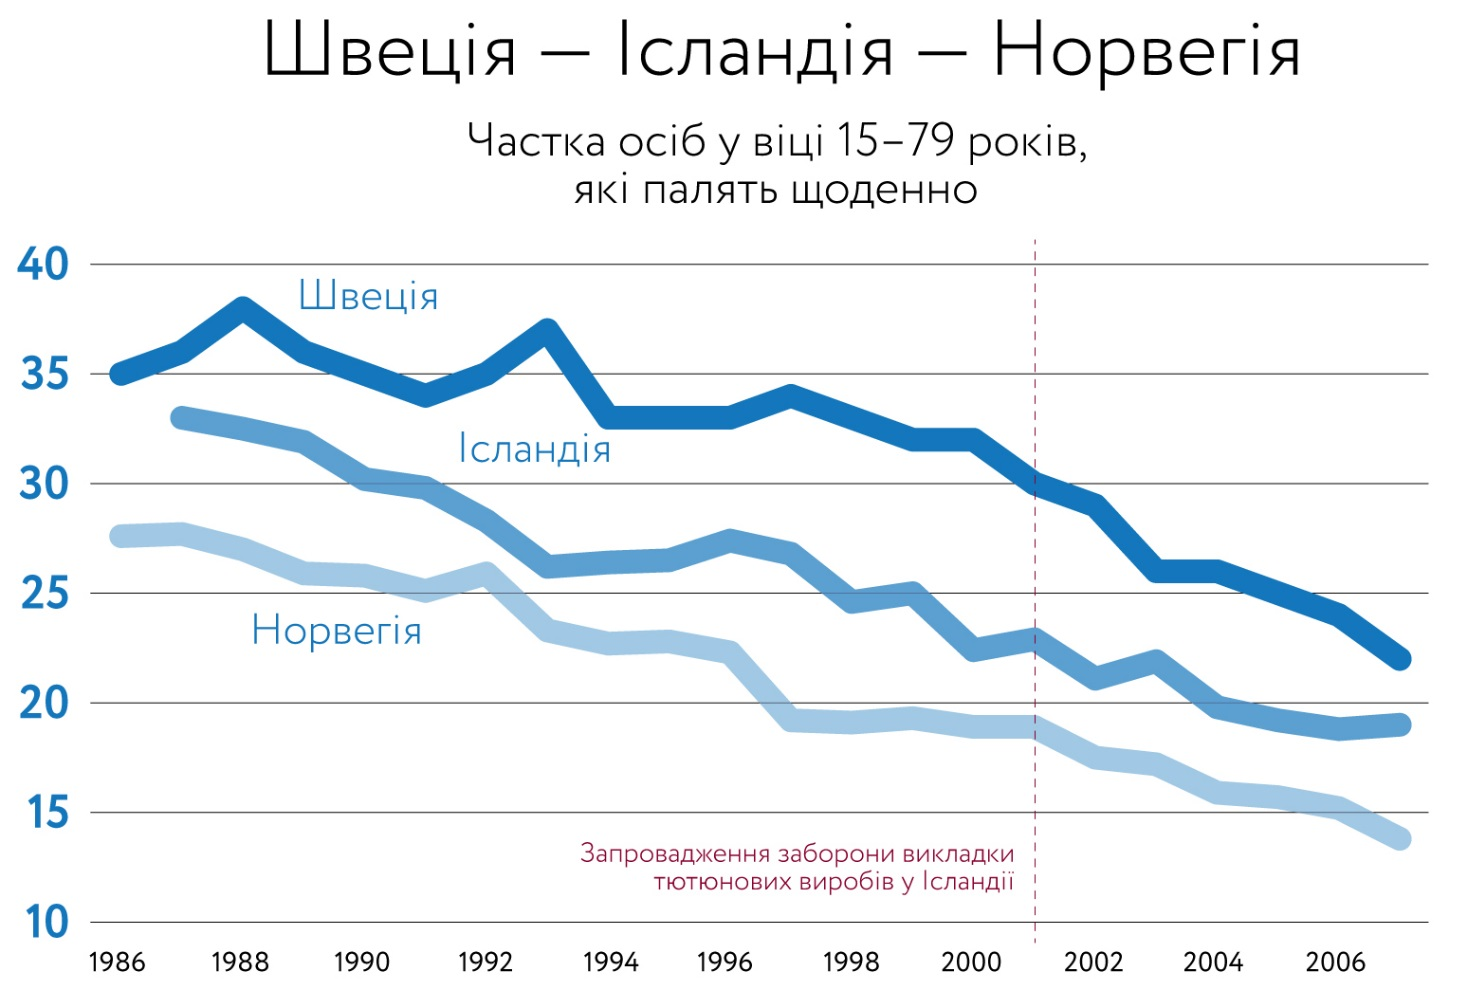 Швеція – Ісландія – Норвегія
Частка осіб у віці 15–79 років,
які палять щоденно
40
Швеція
35
Ісландія
30
25
Норвегія
20
15
Запровадження заборони викладки
тютюнових виробів у Ісландії
10
1986 1988 1990 1992 1994 1996 1998 2000 2002 2004 2006